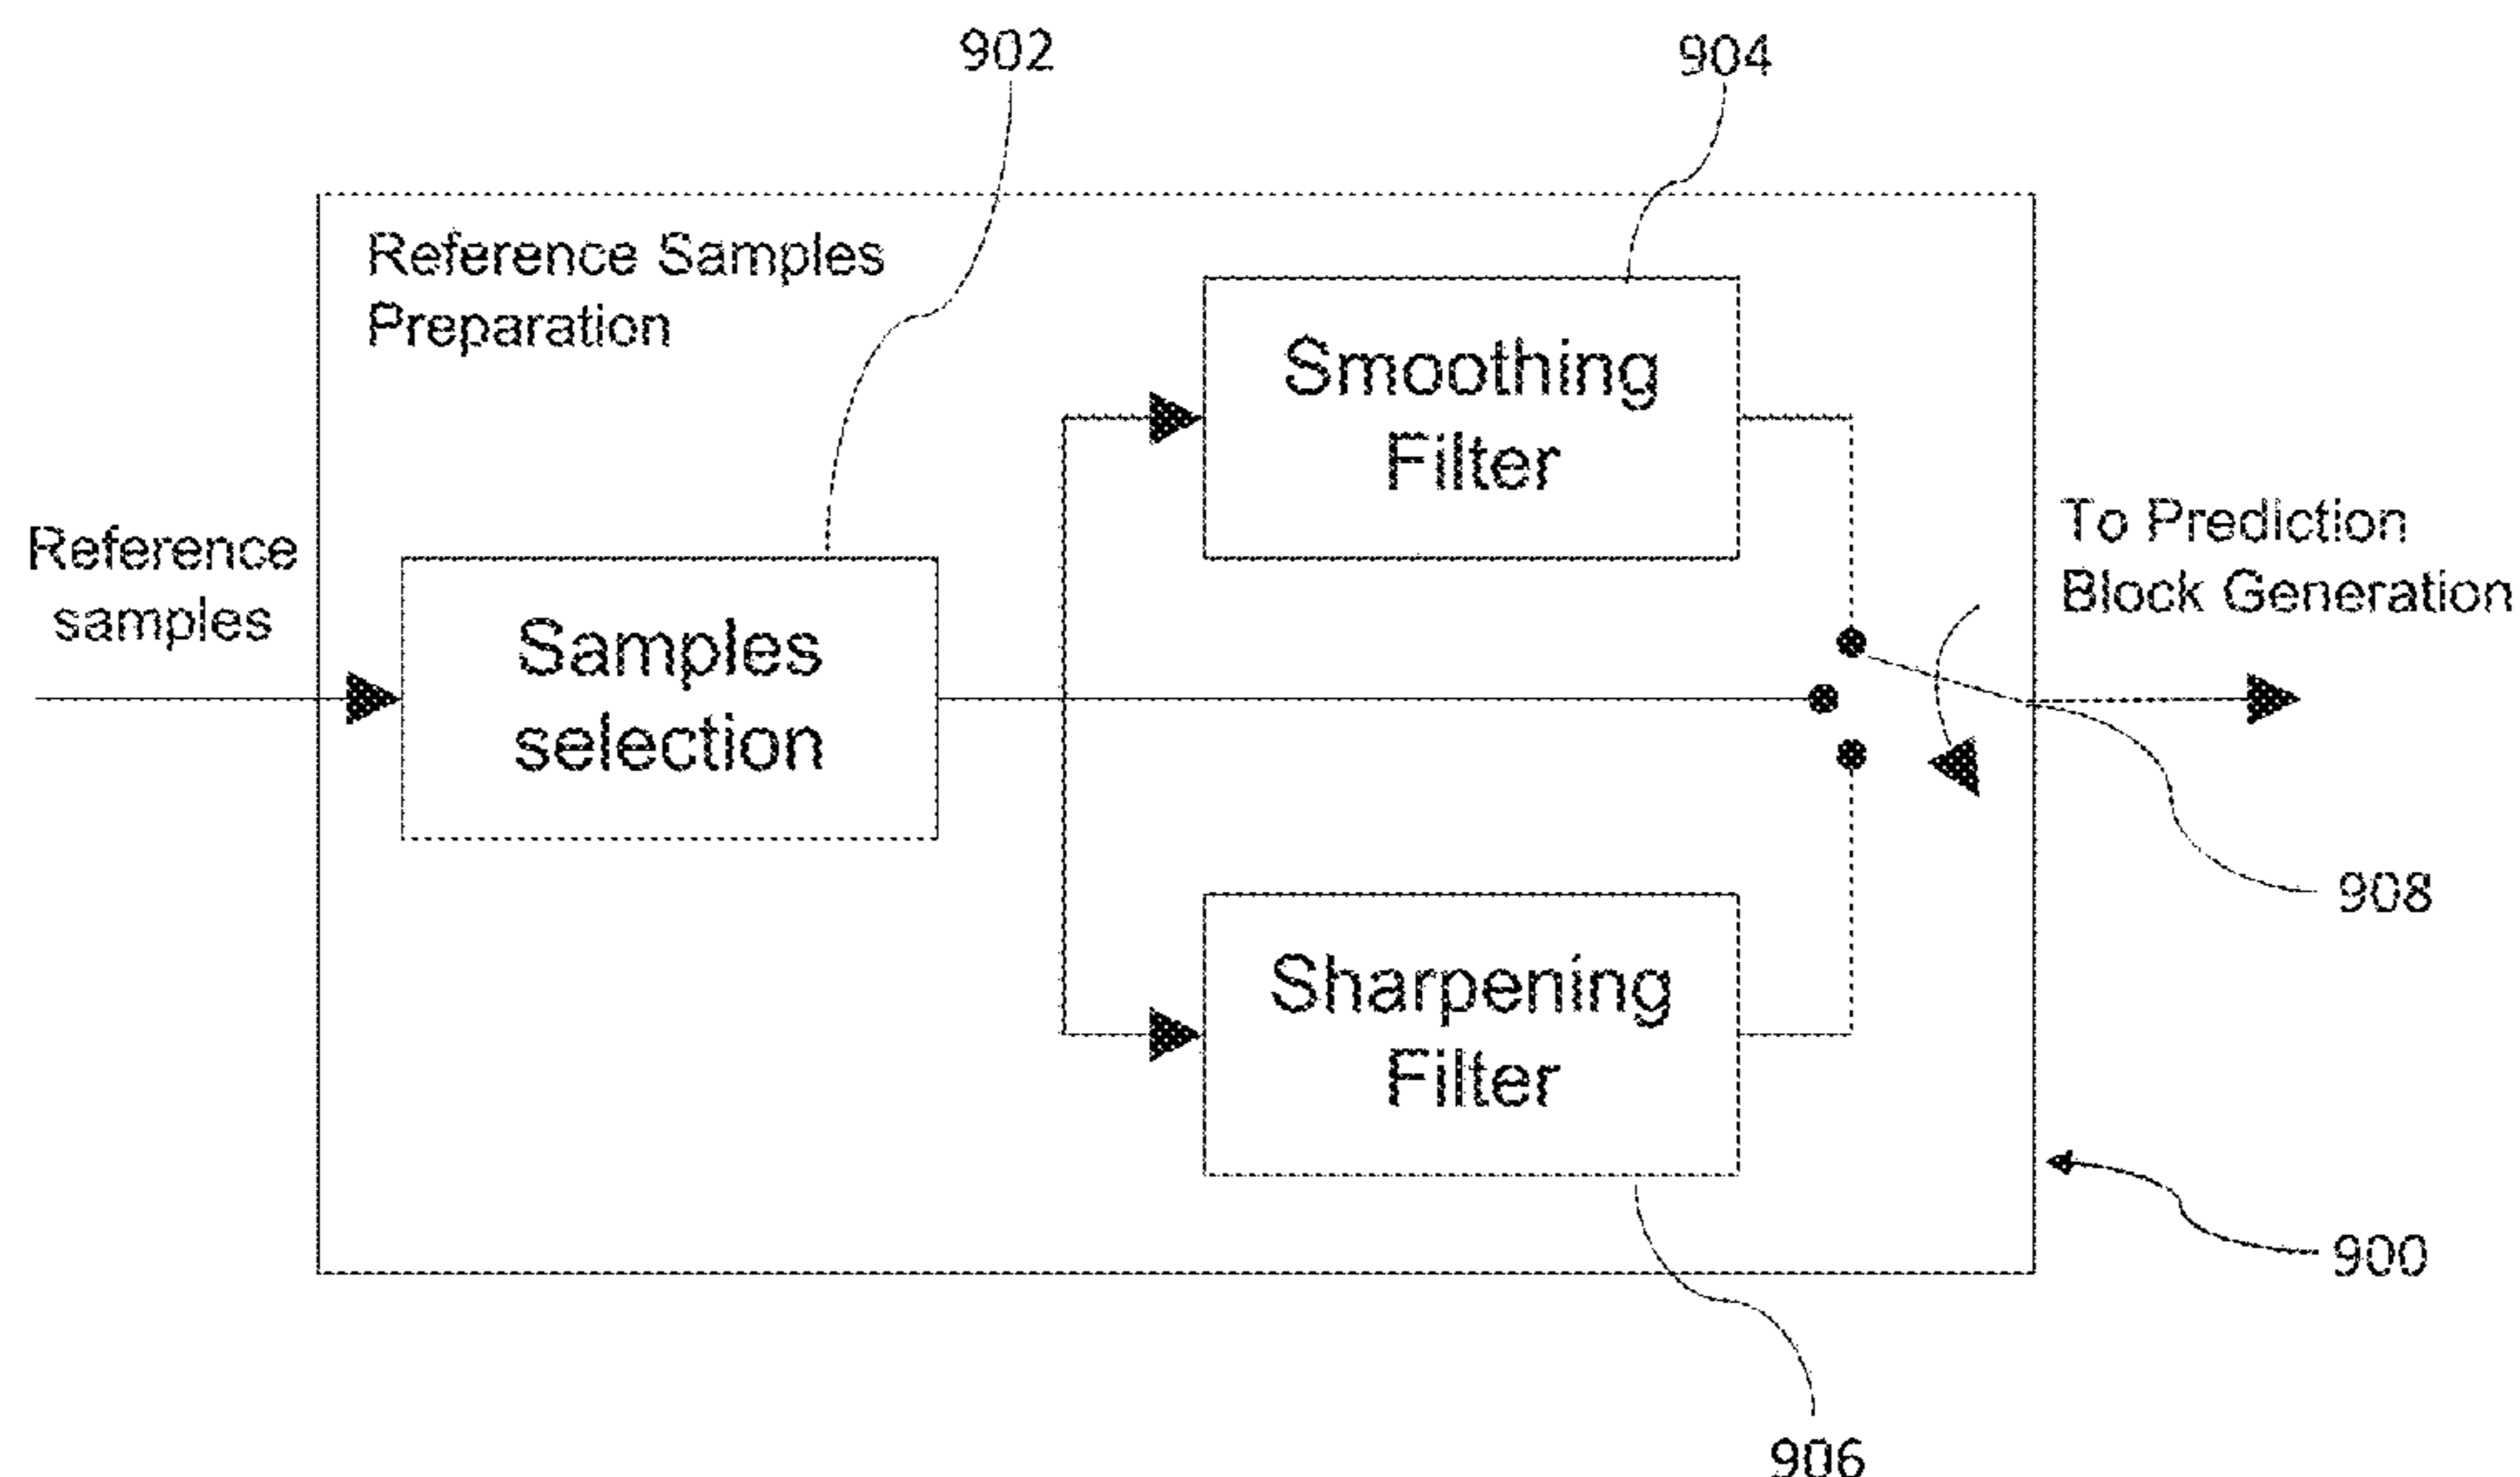 902
904
Reference Samples
Preparation
Smoothing
Filter
Reference
samples
Samples
selection
To Prediction
Block Generation
908
Sharpening
Filter
900
906